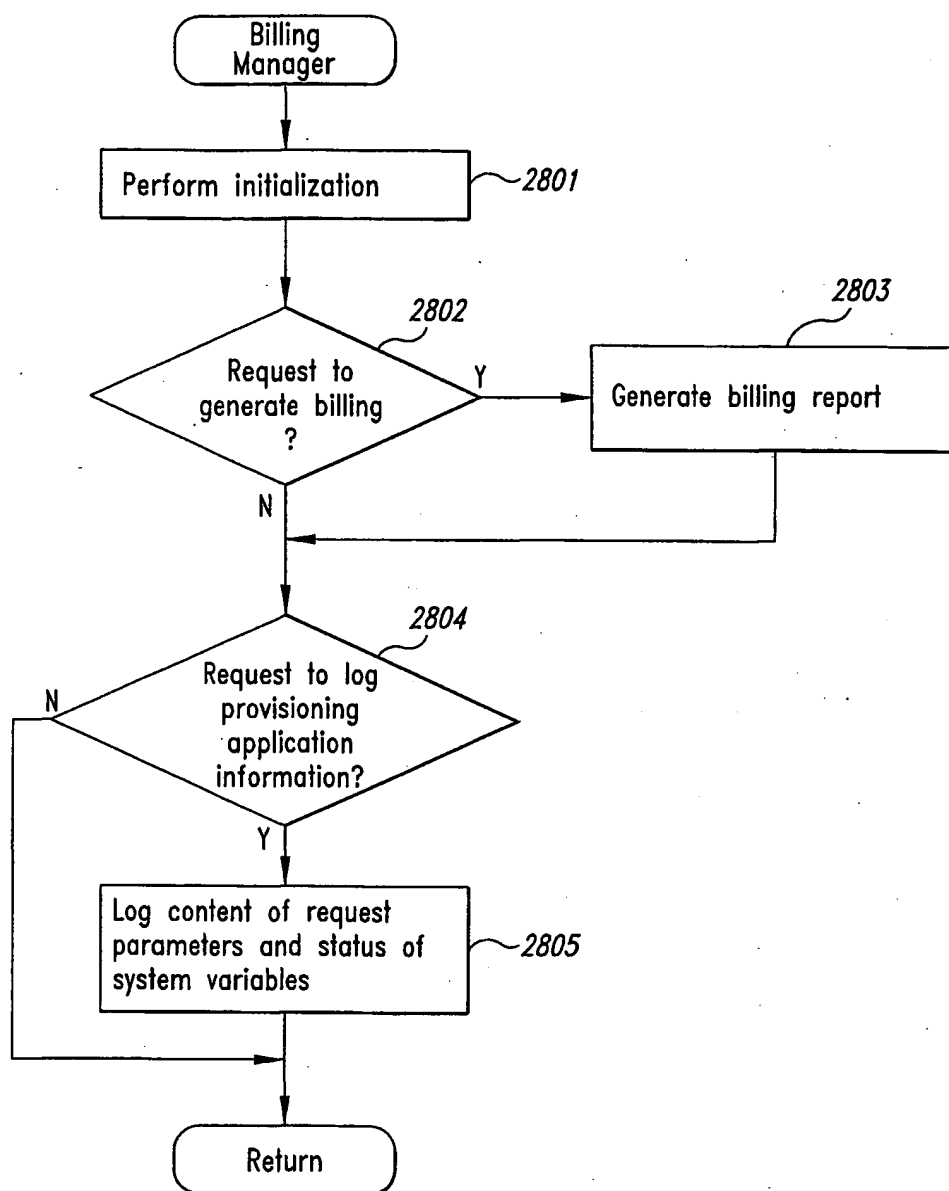 Billing
Manager
Perform initialization
2801
2802
Request to
generate billing
?
Y
N
2803
Generate billing report
2804
Request to log
provisioning
application
information?
N
Y
Log content of request
parameters and status of
system variables
2805
Return